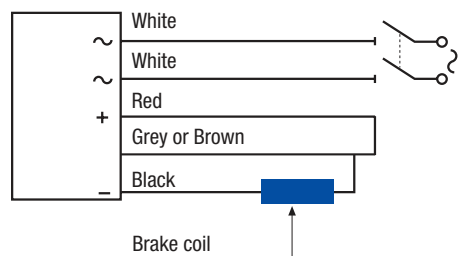 White
~
White
~
Red
+
Grey or Brown
Black
–
Brake coil
~